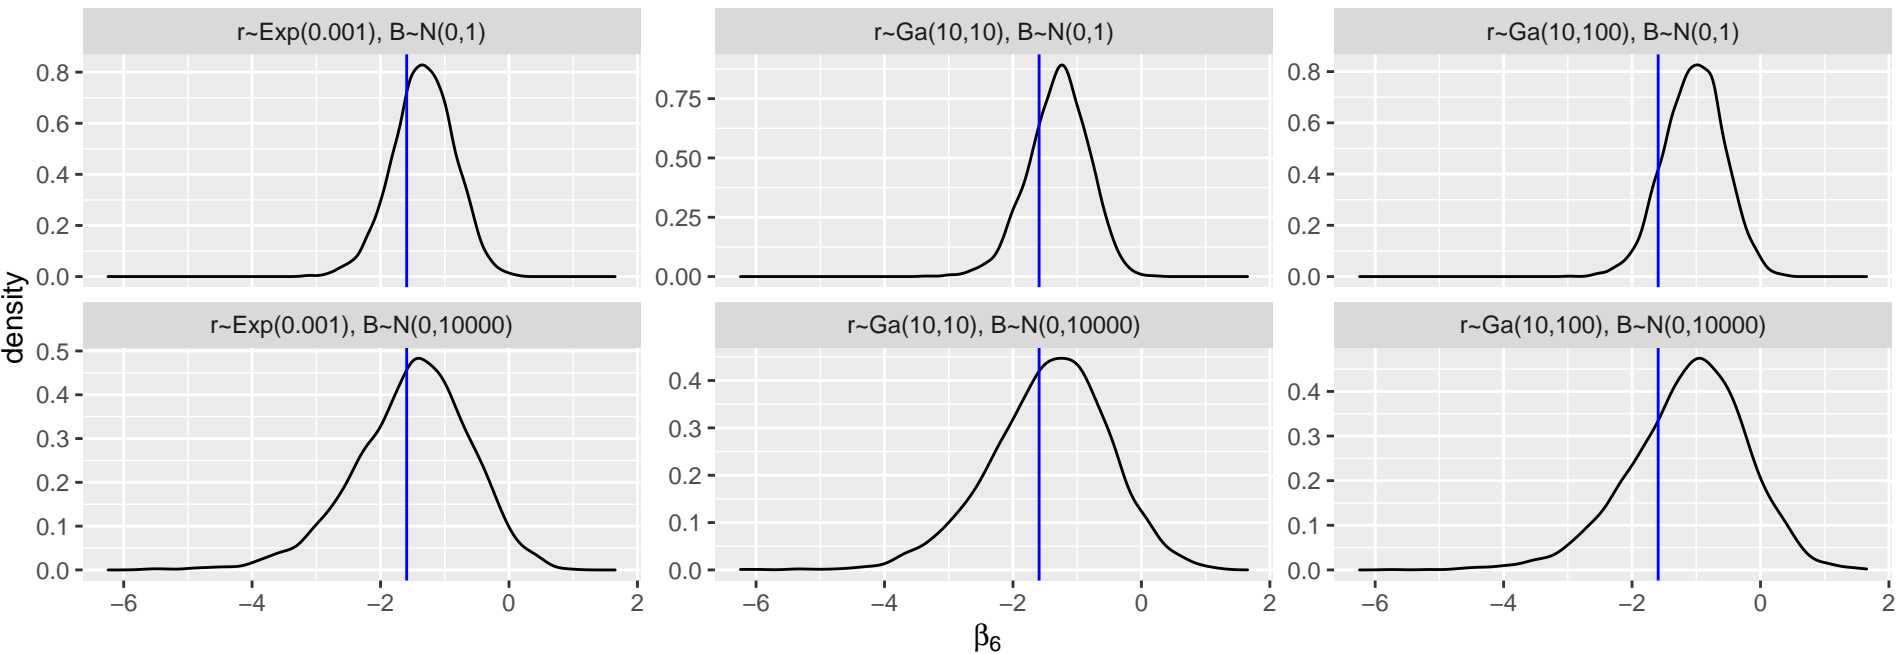 r~Exp(0.001), B~N(0,1)
r~Ga(10,10), B~N(0,1)
r~Ga(10,100), B~N(0,1)
0.8
0.6
0.4
0.2
0.0
0.75
0.50
0.25
0.00
0.8
0.6
0.4
0.2
0.0
density
r~Exp(0.001), B~N(0,10000)
r~Ga(10,10), B~N(0,10000)
r~Ga(10,100), B~N(0,10000)
0.5
0.4
0.3
0.2
0.1
0.0
0.4
0.3
0.2
0.1
0.0
0.4
0.3
0.2
0.1
0.0
−6 −4 −2 0 2
−6 −4 −2 0 2
−6 −4 −2 0 2
β6